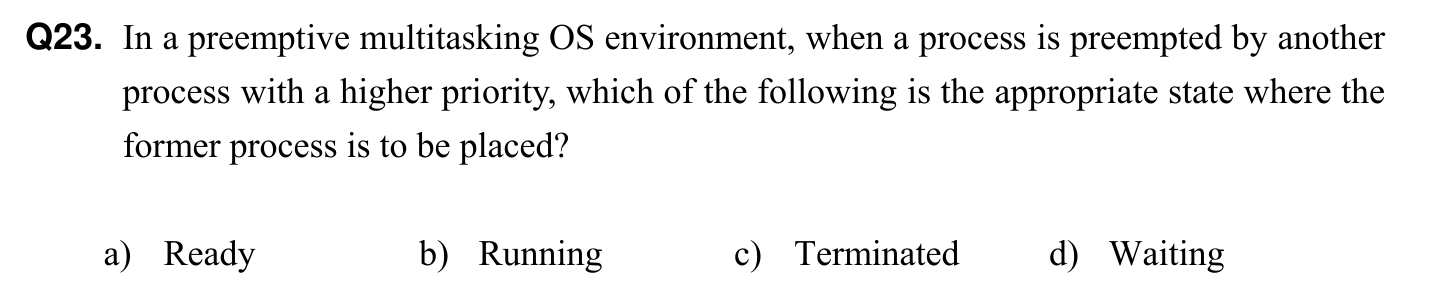 Q23. In a preemptive multitasking OS environment, when a process is preempted by another
process with a higher priority, which of the following is the appropriate state where the
former process is to be placed?
a) Ready b) Running c) Terminated d) Waiting